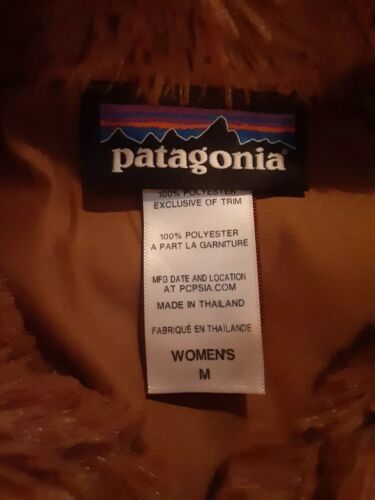 patagonia®
100% POLYESTER
EXCLUSIVE OF TRIM
100% POLYESTER
A PART LA GARNITURE
MFG DATE AND LOCATION
AT PCPSIA.COM
MADE IN THAILAND
FABRIQUÉ EN THAILANDE
WOMEN'S
M